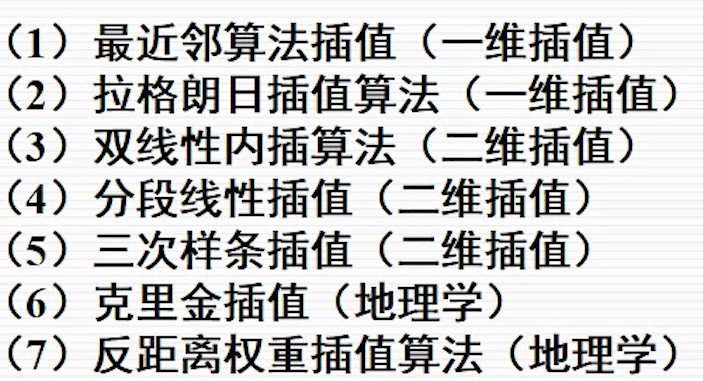 （1）最近邻算法插值（一维插值）
（2）拉格朗日插值算法（一维插值）
（3）双线性内插算法（二维插值）
（4）分段线性插值（二维插值）
（5）三次样条插值（二维插值）
（6）克里金插值（地理学）
（7）反距离权重插值算法（地理学）